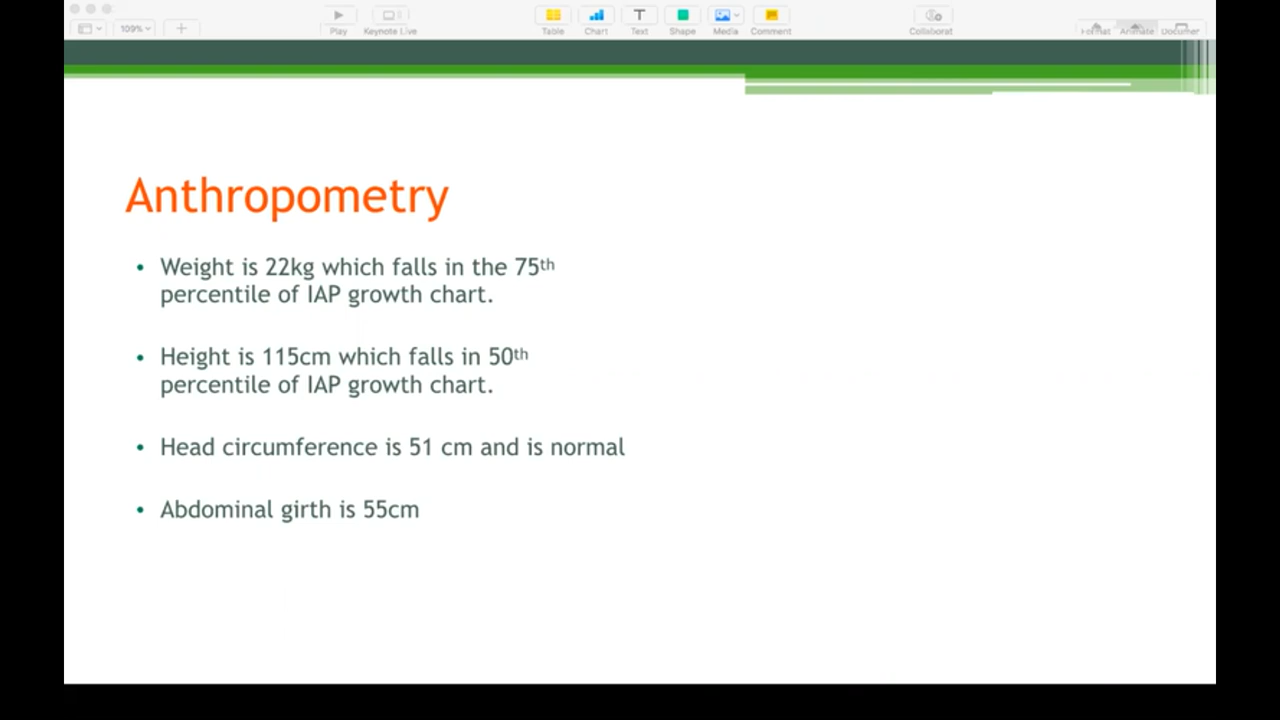 109%
Play
Keynote Live
Table
Chart
Text
Shape
Media
Comment
Collaborat
Format
Animate
Documer
Anthropometry
• Weight is 22kg which falls in the 75th
percentile of IAP growth chart.
• Height is 115cm which falls in 50th
percentile of IAP growth chart.
• Head circumference is 51 cm and is normal
• Abdominal girth is 55cm